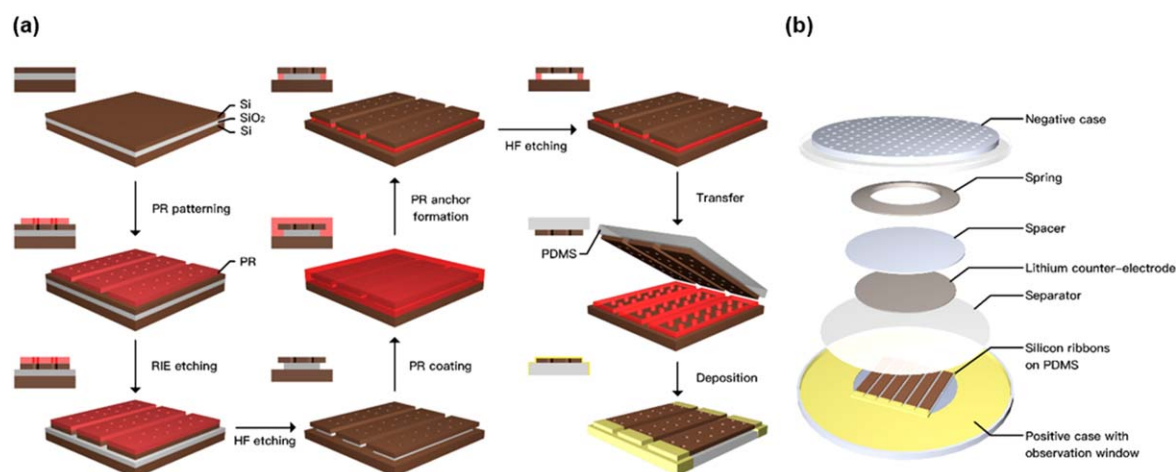 (a)
Si
SiO₂
Si
PR patterning
PR
RIE etching
HF etching
PR coating
PR anchor
formation
HF etching
Transfer
PDMS
Deposition
(b)
Negative case
Spring
Spacer
Lithium counter-electrode
Separator
Silicon ribbons
on PDMS
Positive case with
observation window